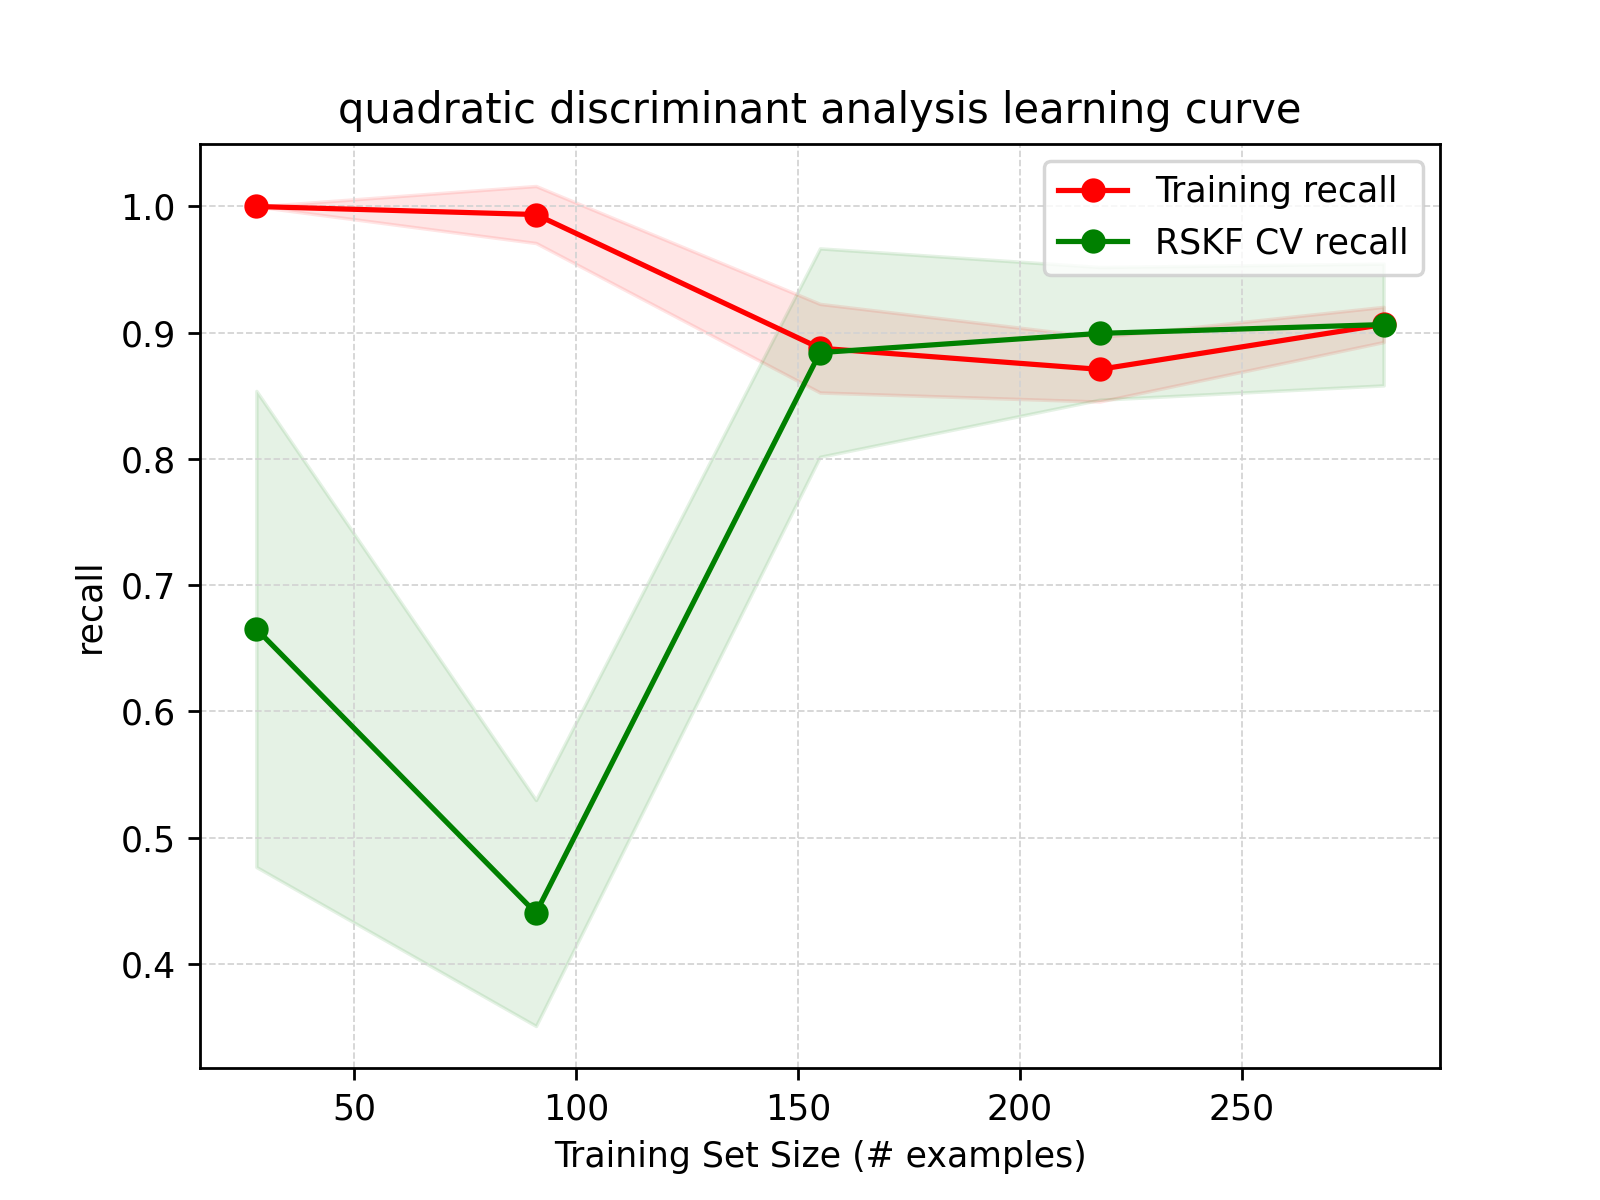 quadratic discriminant analysis learning curve
Training recall
RSKF CV recall
1.0
0.9
0.8
0.7
0.6
0.5
0.4
recall
50 100 150 200 250
Training Set Size (# examples)